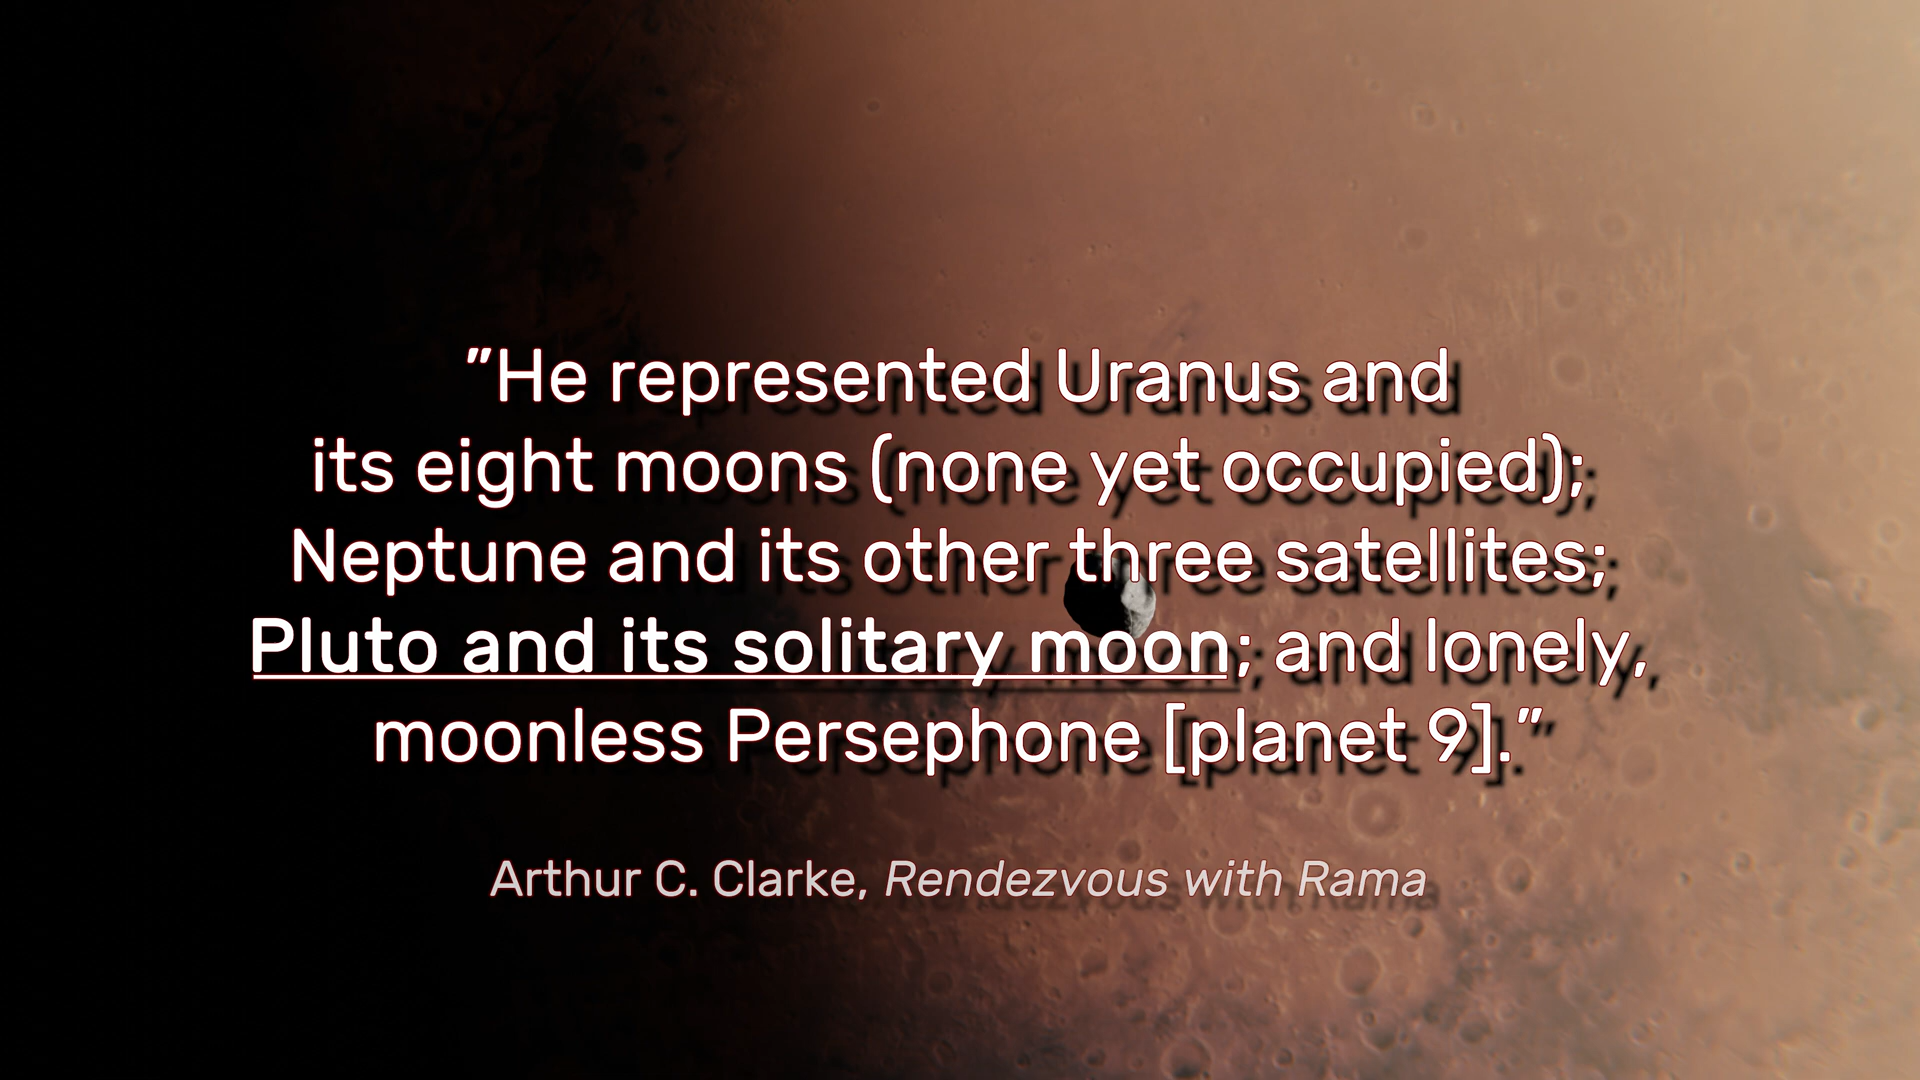 "He represented Uranus and
its eight moons (none yet occupied);
Neptune and its other three satellites;
Pluto and its solitary moon; and lonely,
moonless Persephone [planet 9]."
Arthur C. Clarke, Rendezvous with Rama